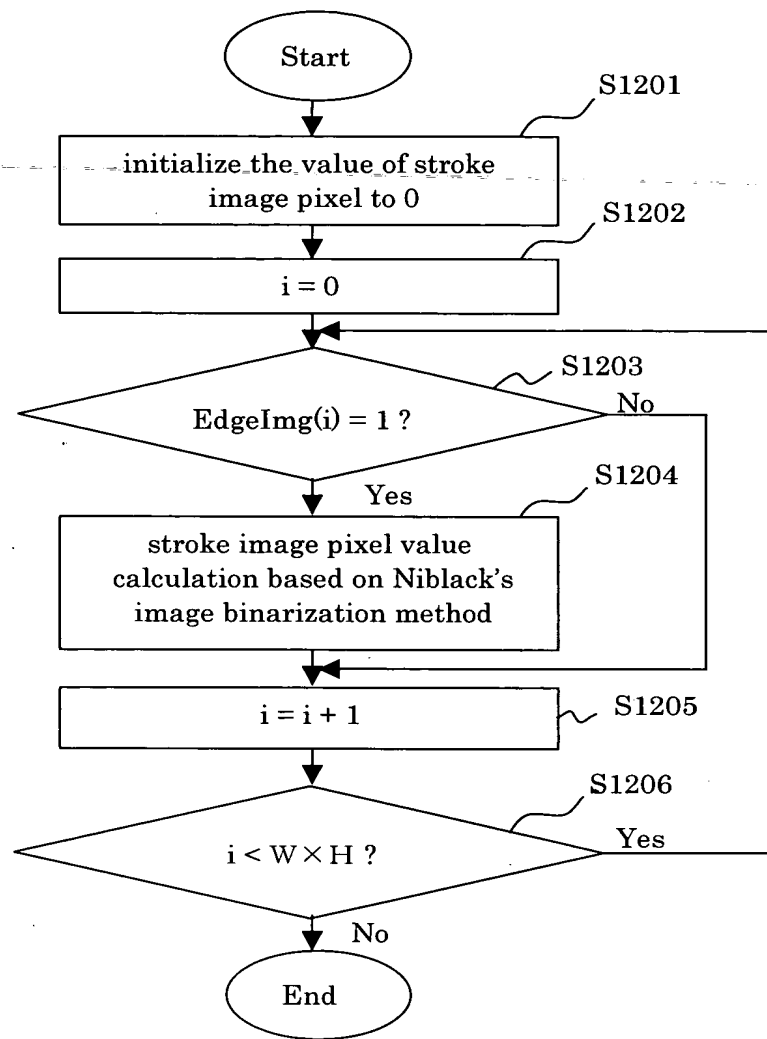 Start
S1201
initialize the value of stroke
image pixel to 0
S1202
i = 0
S1203
EdgeImg(i) = 1 ?
No
Yes
S1204
stroke image pixel value
calculation based on Niblack's
image binarization method
i = i + 1
S1205
S1206
i < W × H ?
Yes
No
End